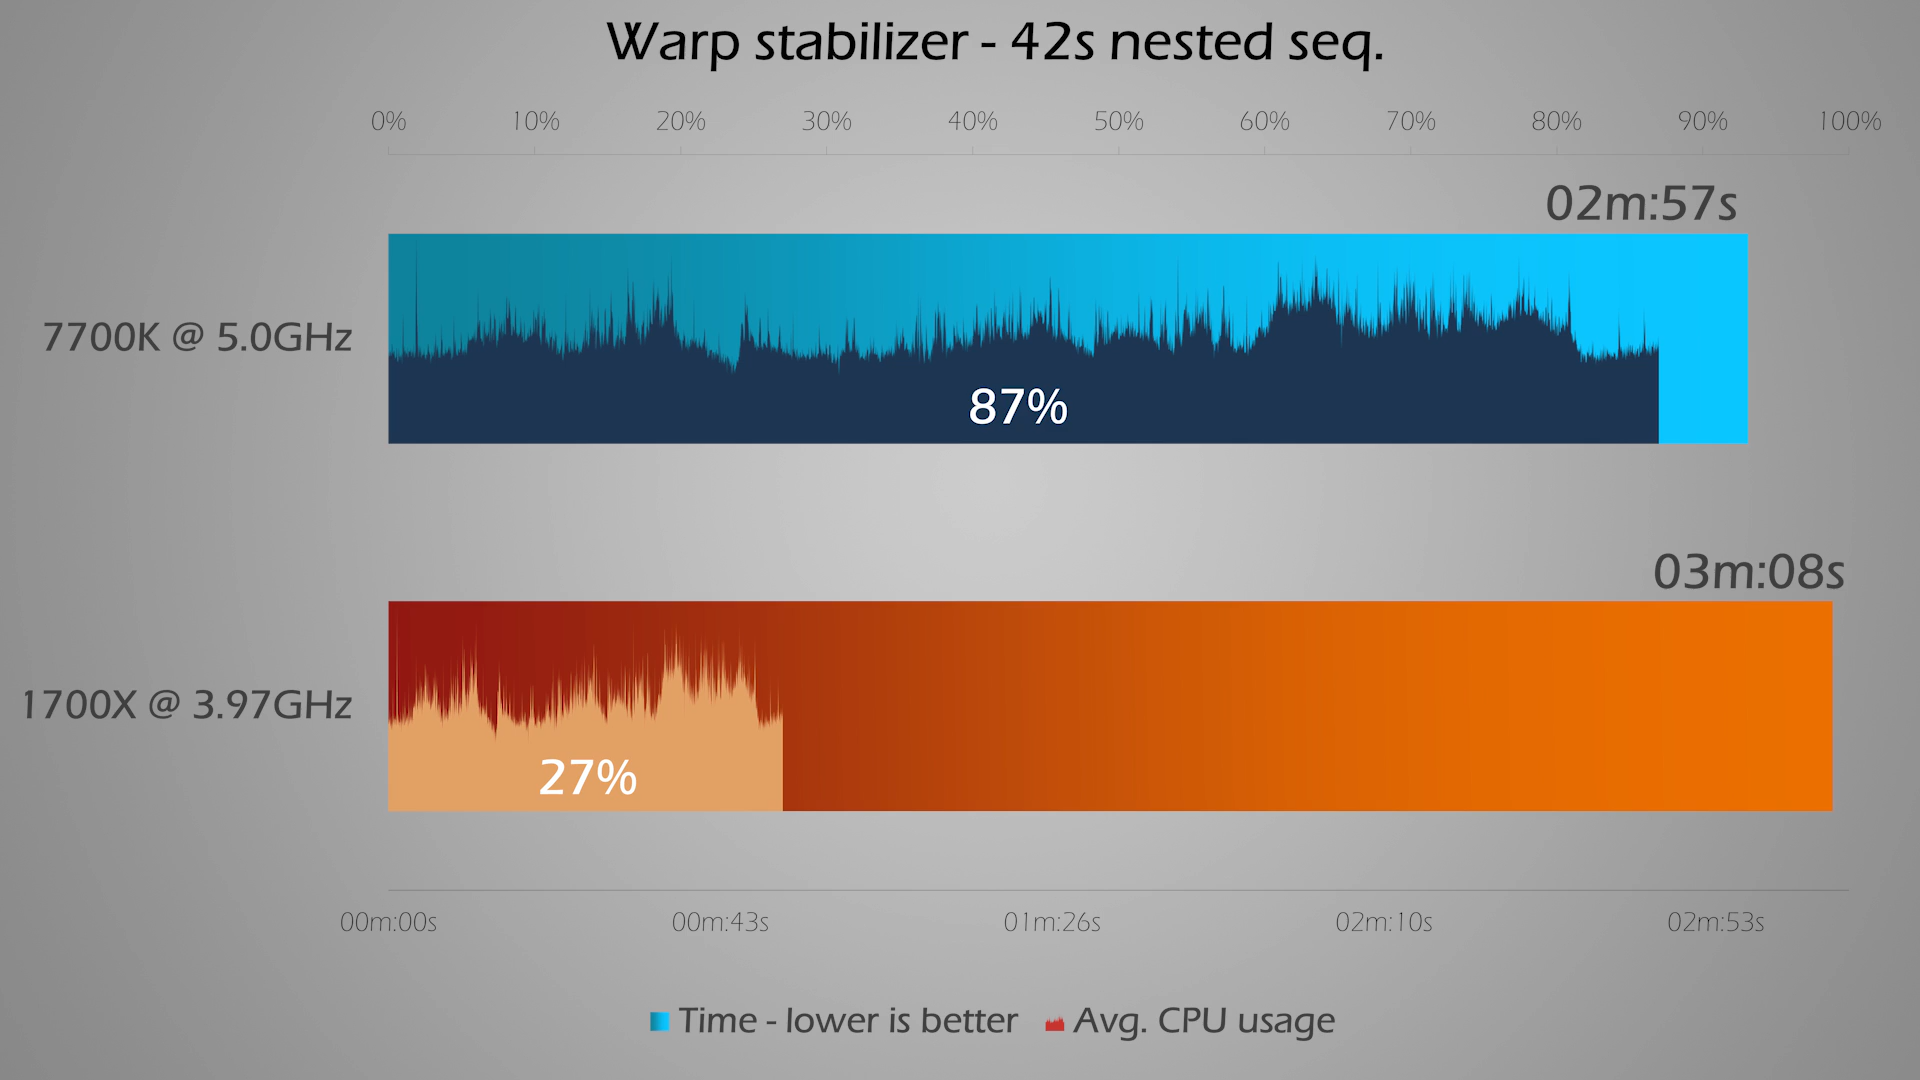 Warp stabilizer - 42s nested seq.
0% 10% 20% 30% 40% 50% 60% 70% 80% 90% 100%
02m:57s
7700K @ 5.0GHz
87%
03m:08s
1700X @ 3.97GHz
27%
00m:00s 00m:43s 01m:26s 02m:10s 02m:53s
Time - lower is better Avg. CPU usage